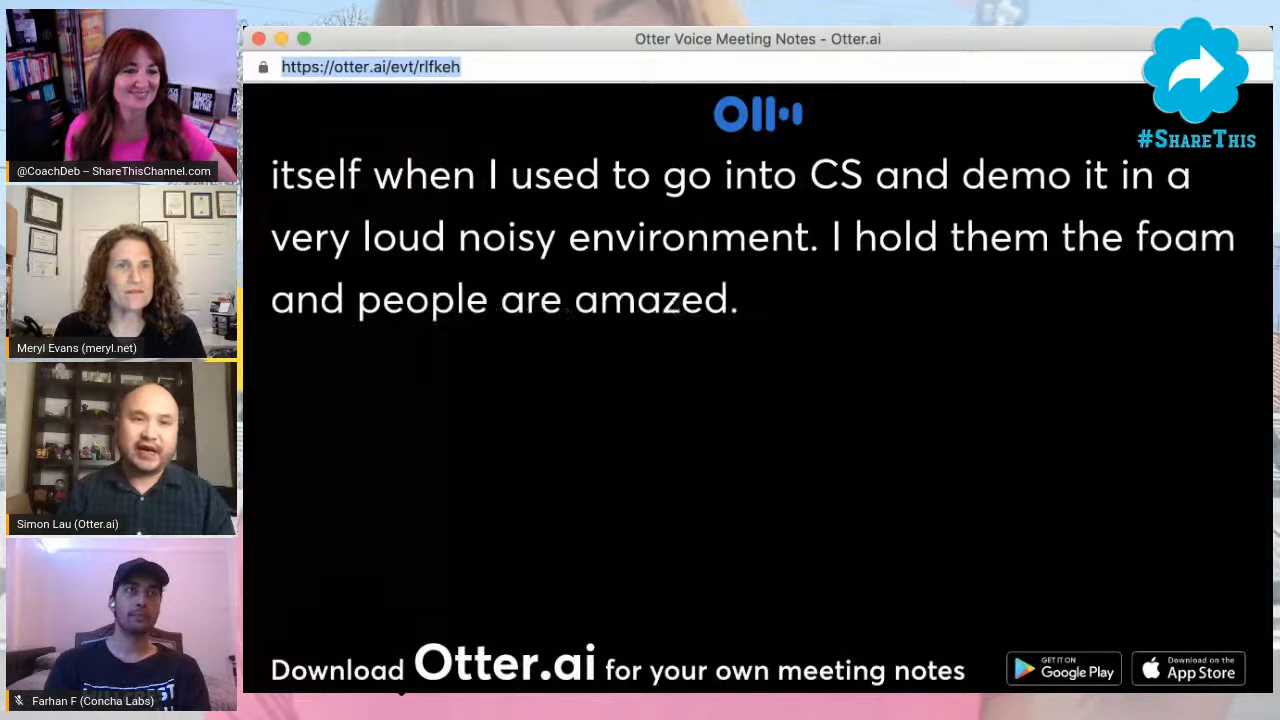 @CoachDeb – ShareThisChannel.com
Meryl Evans (meryl.net)
Simon Lau (Otter.ai)
Farhan F (Concha Labs)
Otter Voice Meeting Notes - Otter.ai
https://otter.ai/evt/rlfkeh
#SHARETHIS
itself when I used to go into CS and demo it in a
very loud noisy environment. I hold them the foam
and people are amazed.
Download Otter.ai for your own meeting notes
GET IT ON
Google Play
Download on the
App Store